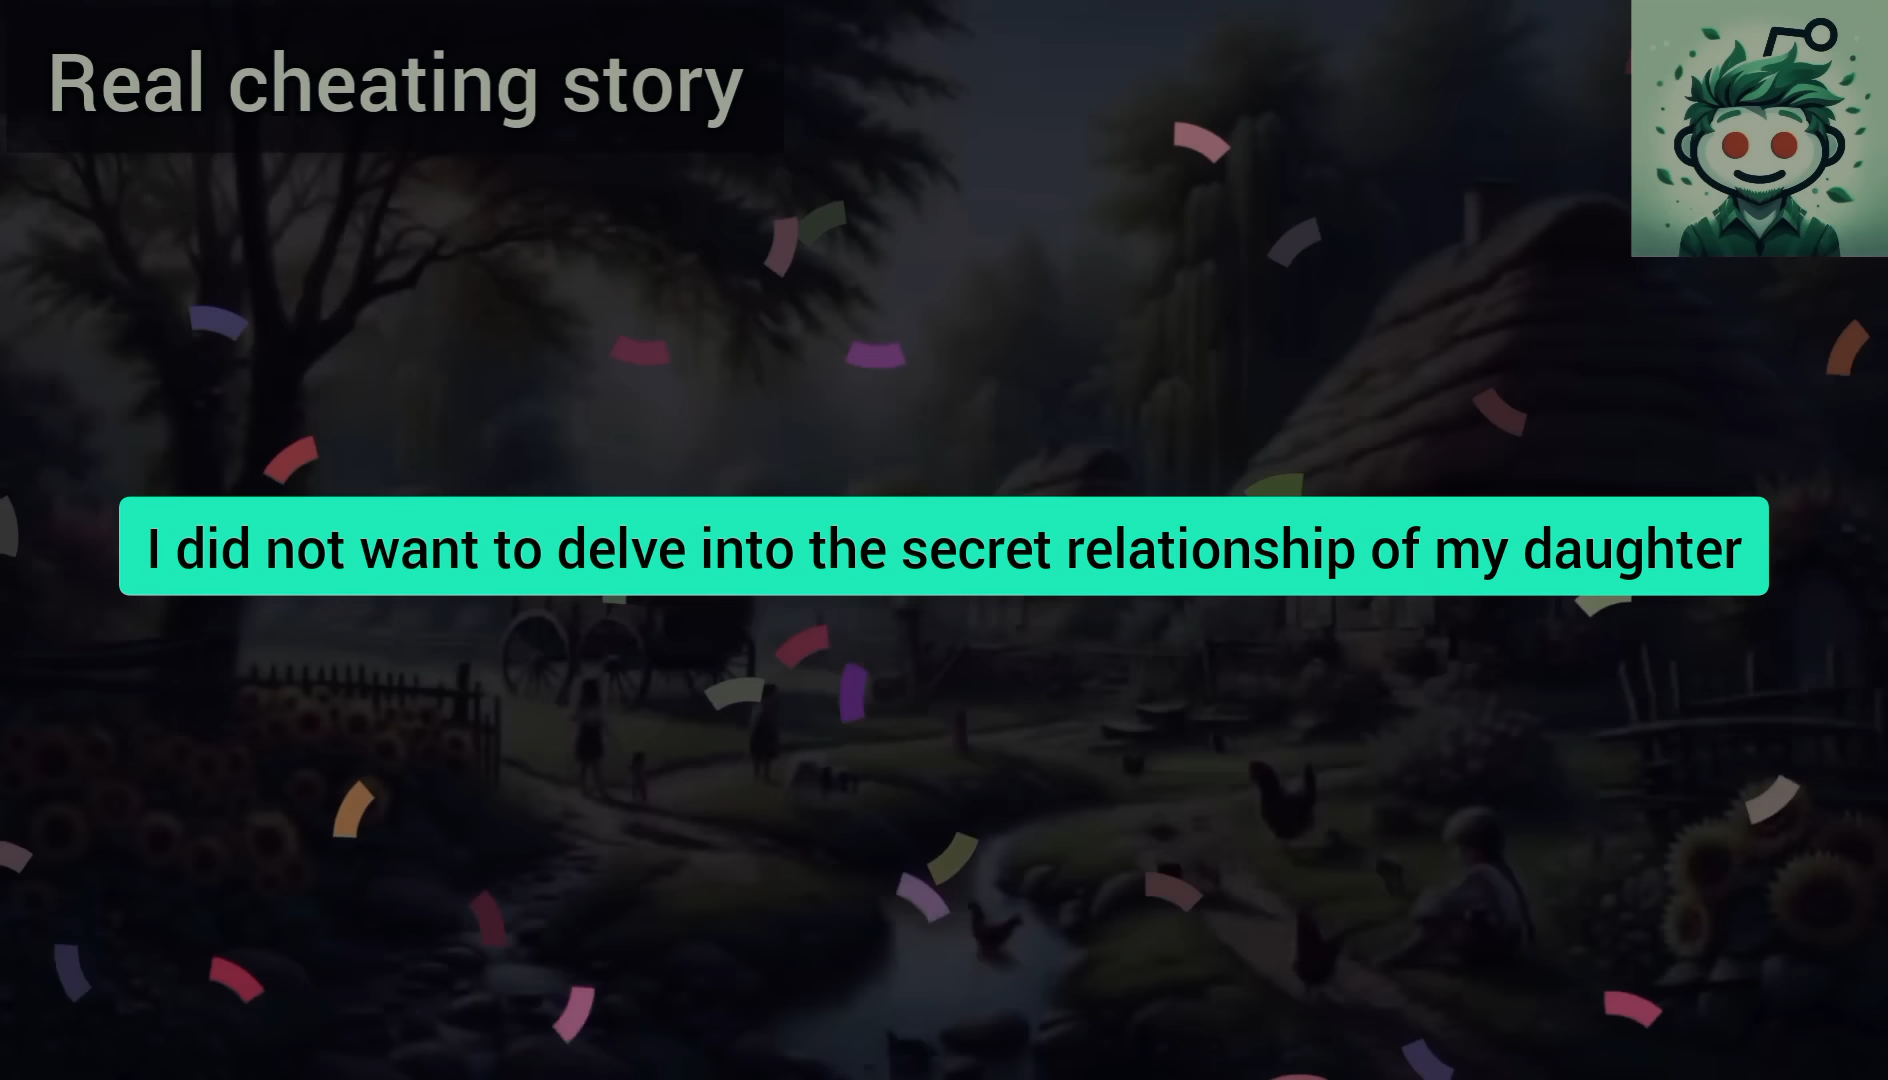 Real cheating story
I did not want to delve into the secret relationship of my daughter